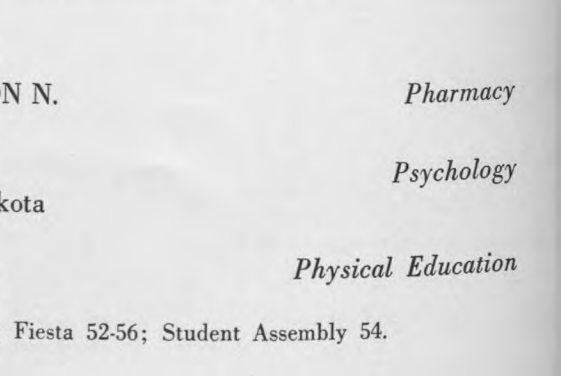 N N. Pharmacy
Psychology
kota
Physical Education
Fiesta 52-56; Student Assembly 54.